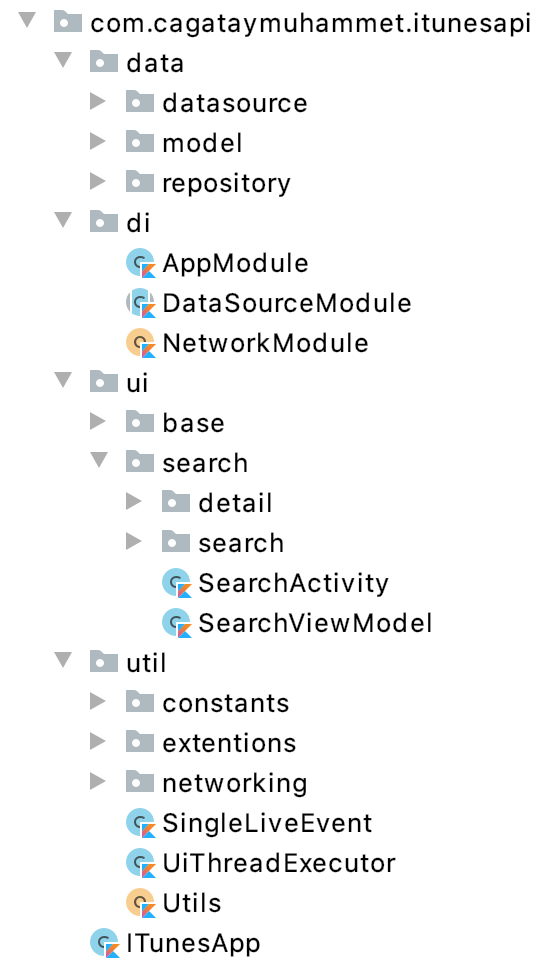 com.cagataymuhammet.itunesapi
data
datasource
model
repository
di
AppModule
DataSourceModule
NetworkModule
ui
base
search
detail
search
SearchActivity
SearchViewModel
util
constants
extentions
networking
SingleLiveEvent
UiThreadExecutor
Utils
ITunesApp